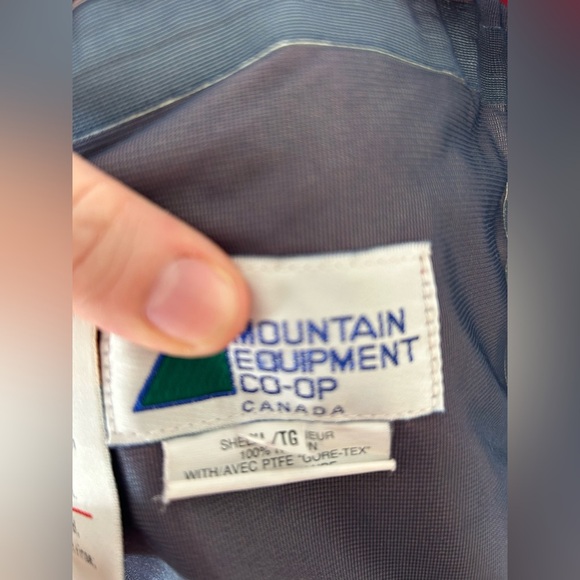 MOUNTAIN
EQUIPMENT
CO-OP
CANADA
/TG
100%
WITH/AVEC PTFE "GORE-TEX"